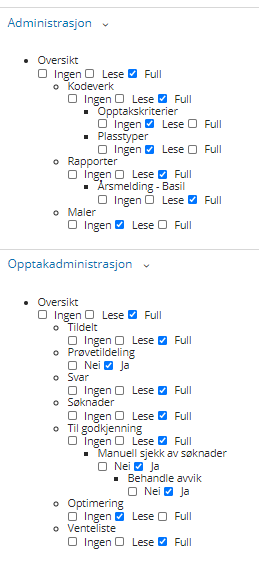 Administrasjon
Oversikt
Ingen Lese Full
Kodeverk
Ingen Lese Full
Opptakskriterier
Ingen Lese Full
Plasstyper
Ingen Lese Full
Rapporter
Ingen Lese Full
Årsmelding - Basil
Ingen Lese Full
Maler
Ingen Lese Full
Opptakadministrasjon
Oversikt
Ingen Lese Full
Tildelt
Ingen Lese Full
Prøvetildeling
Nei Ja
Svar
Ingen Lese Full
Søknader
Ingen Lese Full
Til godkjenning
Ingen Lese Full
Manuell sjekk av søknader
Nei Ja
Behandle avvik
Nei Ja
Optimering
Ingen Lese Full
Venteliste
Ingen Lese Full